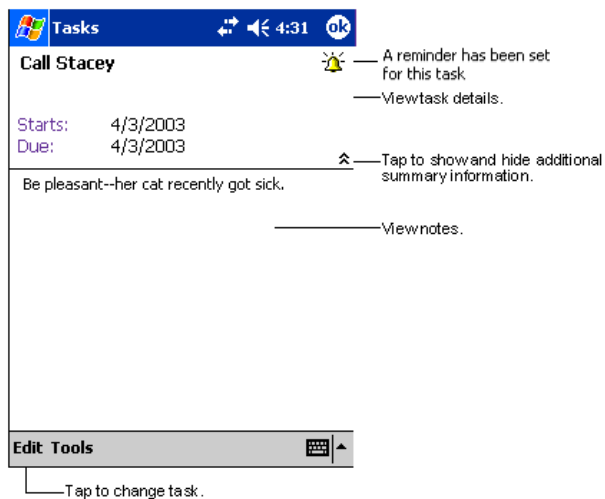 Tasks 4:31 ok
Call Stacey
A reminder has been set
for this task
View task details.
Starts: 4/3/2003
Due: 4/3/2003
Tap to show and hide additional
summary information.
Be pleasant--her cat recently got sick.
View notes.
Edit Tools
Tap to change task.